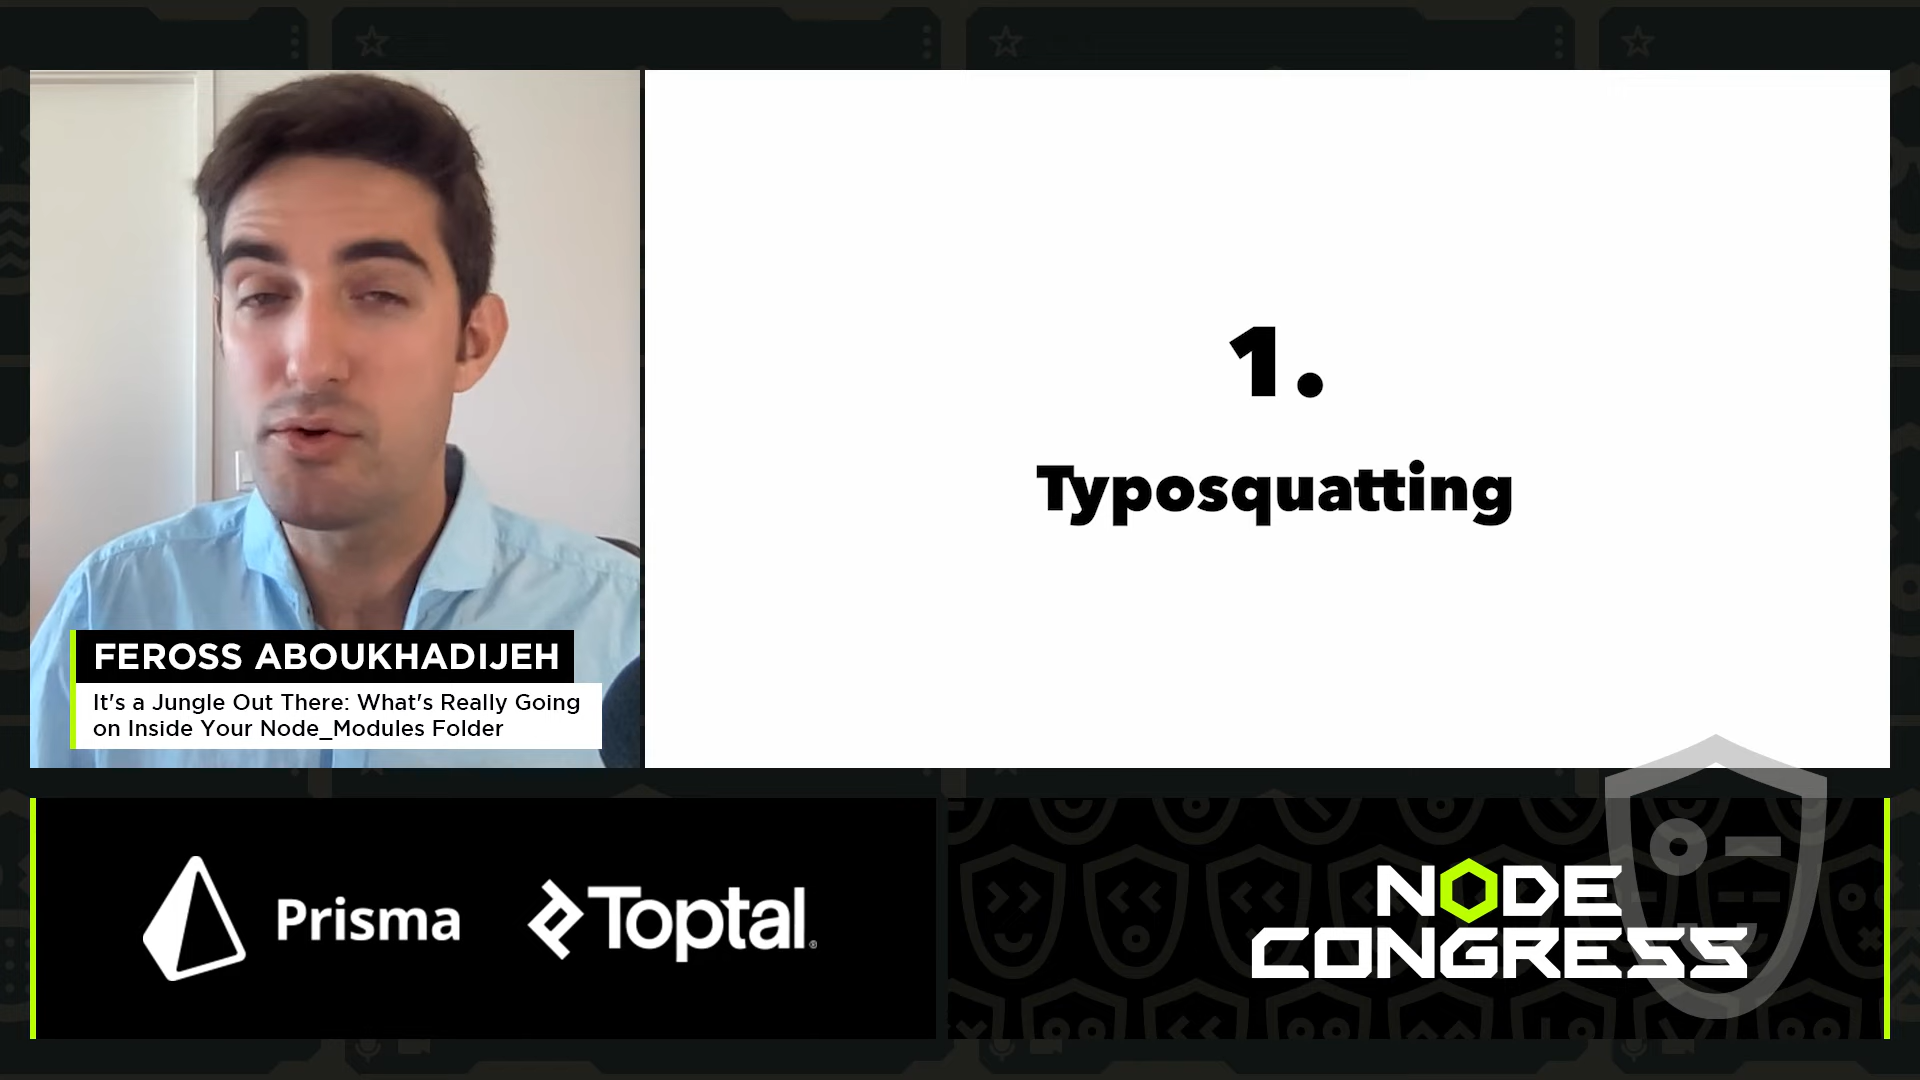 1.
Typosquatting
FEROSS ABOUKHADIJEH
It's a Jungle Out There: What's Really Going
on Inside Your Node_Modules Folder
Prisma
Toptal®
NODE
CONGRESS